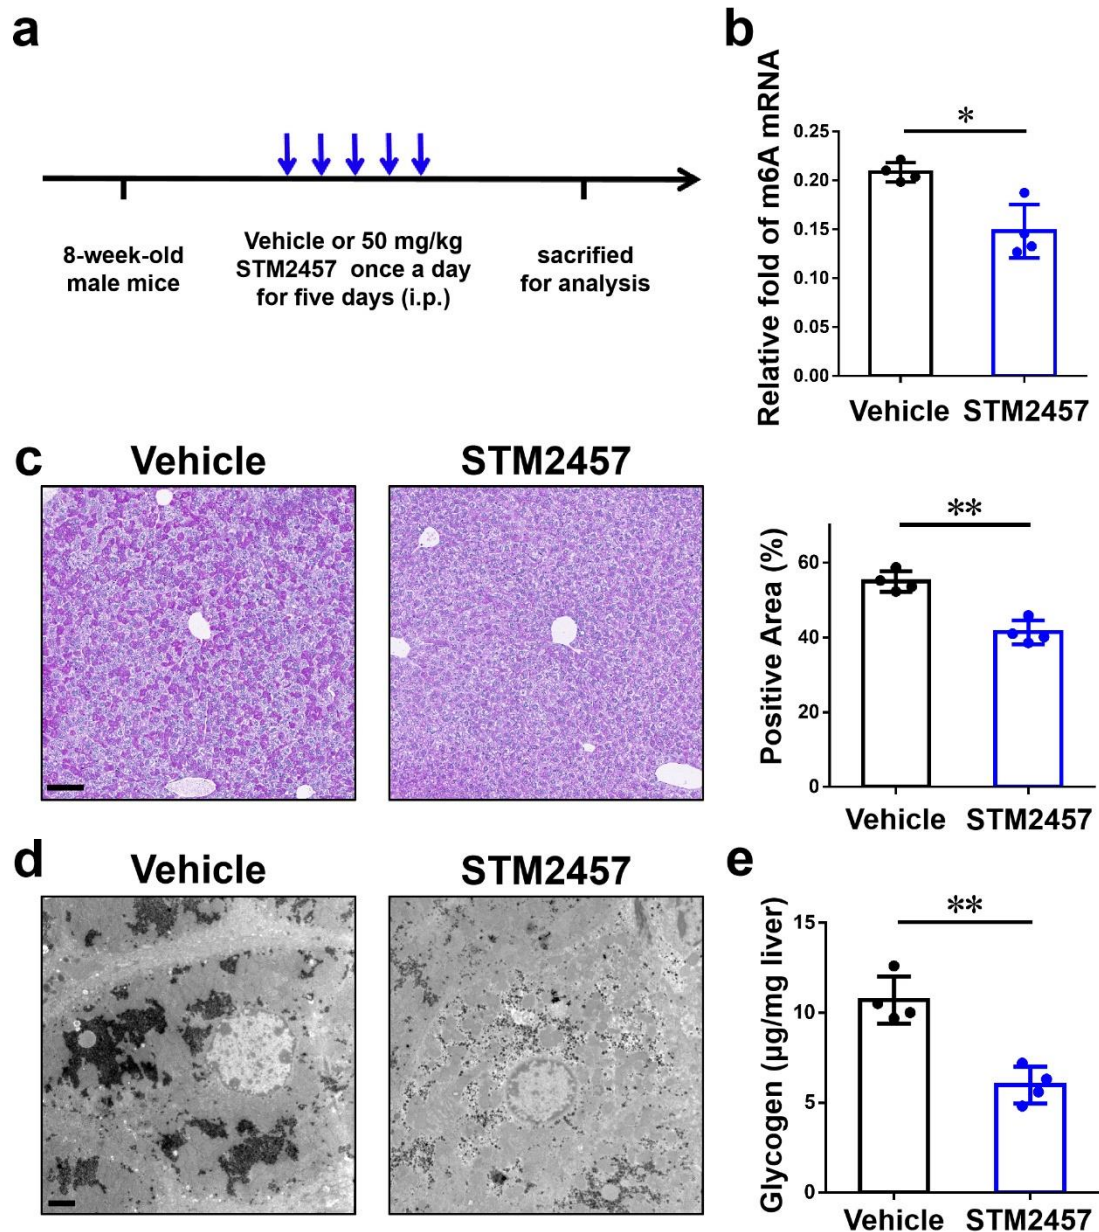 a
8-week-old
male mice
Vehicle or 50 mg/kg
STM2457 once a day
for five days (i.p.)
sacrified
for analysis
b
Relative fold of m6A mRNA
0.25
0.20
0.15
0.10
0.05
0.00
*
Vehicle STM2457
c
Vehicle
STM2457
Positive Area (%)
60
40
20
0
**
Vehicle STM2457
d
Vehicle
STM2457
e
Glycogen (μg/mg liver)
15
10
5
0
**
Vehicle STM2457